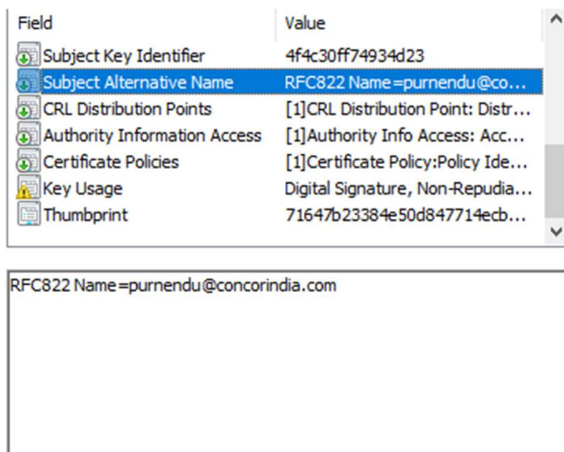 Field Value
Subject Key Identifier 4f4c30ff74934d23
Subject Alternative Name RFC822 Name=purnendu@co...
CRL Distribution Points [1]CRL Distribution Point: Distr...
Authority Information Access [1]Authority Info Access: Acc...
Certificate Policies [1]Certificate Policy:Policy Ide...
Key Usage Digital Signature, Non-Repudia...
Thumbprint 71647b23384e50d847714ecb...
RFC822 Name=purnendu@concorindia.com